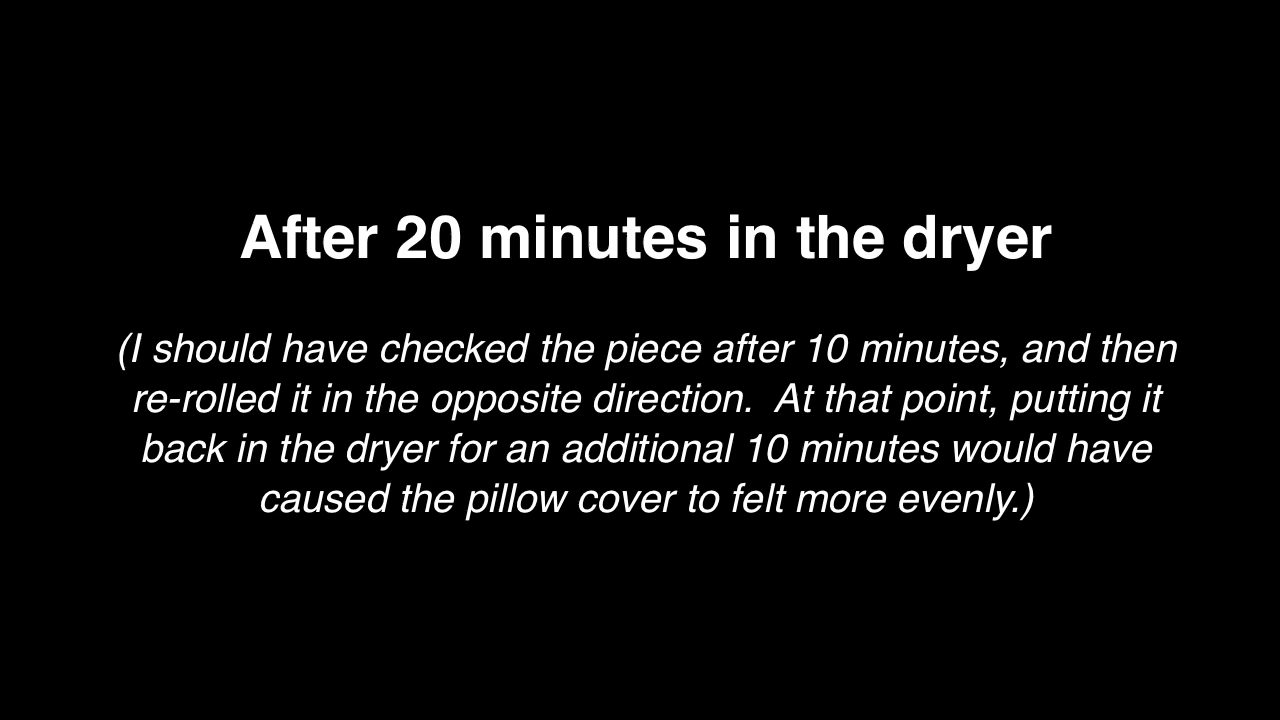 After 20 minutes in the dryer
(I should have checked the piece after 10 minutes, and then
re-rolled it in the opposite direction.  At that point, putting it
back in the dryer for an additional 10 minutes would have
caused the pillow cover to felt more evenly.)